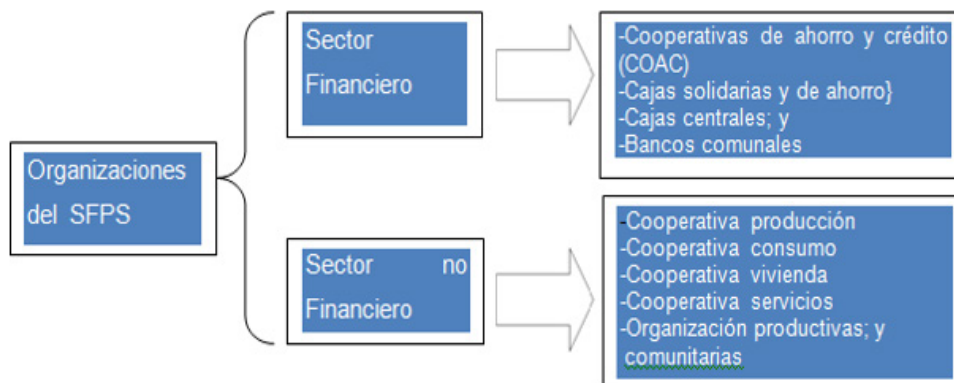 Organizaciones
del SFPS
Sector
Financiero
-Cooperativas de ahorro y crédito
(COAC)
-Cajas solidarias y de ahorro}
-Cajas centrales; y
-Bancos comunales
Sector no
Financiero
-Cooperativa producción
-Cooperativa consumo
-Cooperativa vivienda
-Cooperativa servicios
-Organización productivas; y
comunitarias